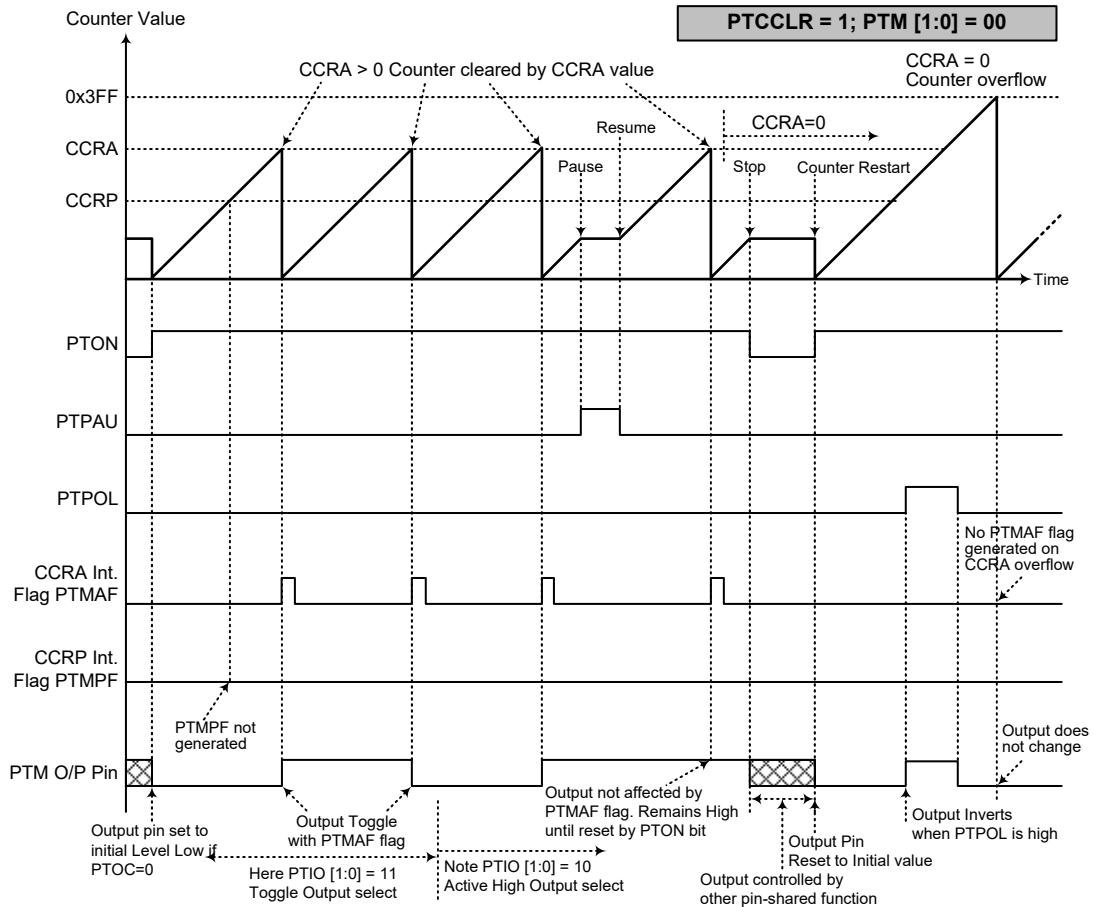 Counter Value
PTCCLR = 1; PTM [1:0] = 00
CCRA = 0
Counter overflow
CCRA > 0 Counter cleared by CCRA value
0x3FF
Resume
CCRA=0
CCRA
Pause
Stop
Counter Restart
CCRP
Time
PTON
PTPAU
PTPOL
No PTMAF flag
generated on
CCRA overflow
CCRA Int.
Flag PTMAF
CCRP Int.
Flag PTMPF
PTMPF not
generated
Output does
not change
PTM O/P Pin
Output pin set to
initial Level Low if
PTOC=0
Output Toggle
with PTMAF flag
Output not affected by
PTMAF flag. Remains High
until reset by PTON bit
Output Inverts
when PTPOL is high
Output Pin
Reset to Initial value
Here PTIO [1:0] = 11
Toggle Output select
Note PTIO [1:0] = 10
Active High Output select
Output controlled by
other pin-shared function